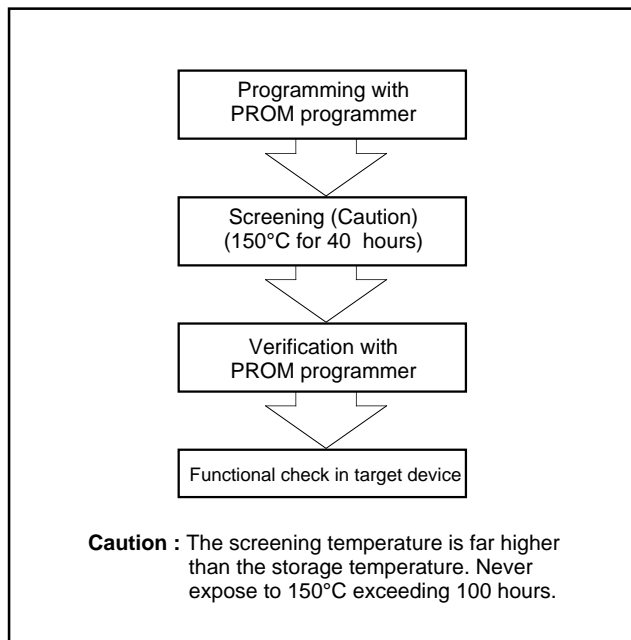 Programming with
PROM programmer
Screening (Caution)
(150°C for 40 hours)
Verification with
PROM programmer
Functional check in target device
Caution : The screening temperature is far higher
than the storage temperature. Never
expose to 150°C exceeding 100 hours.